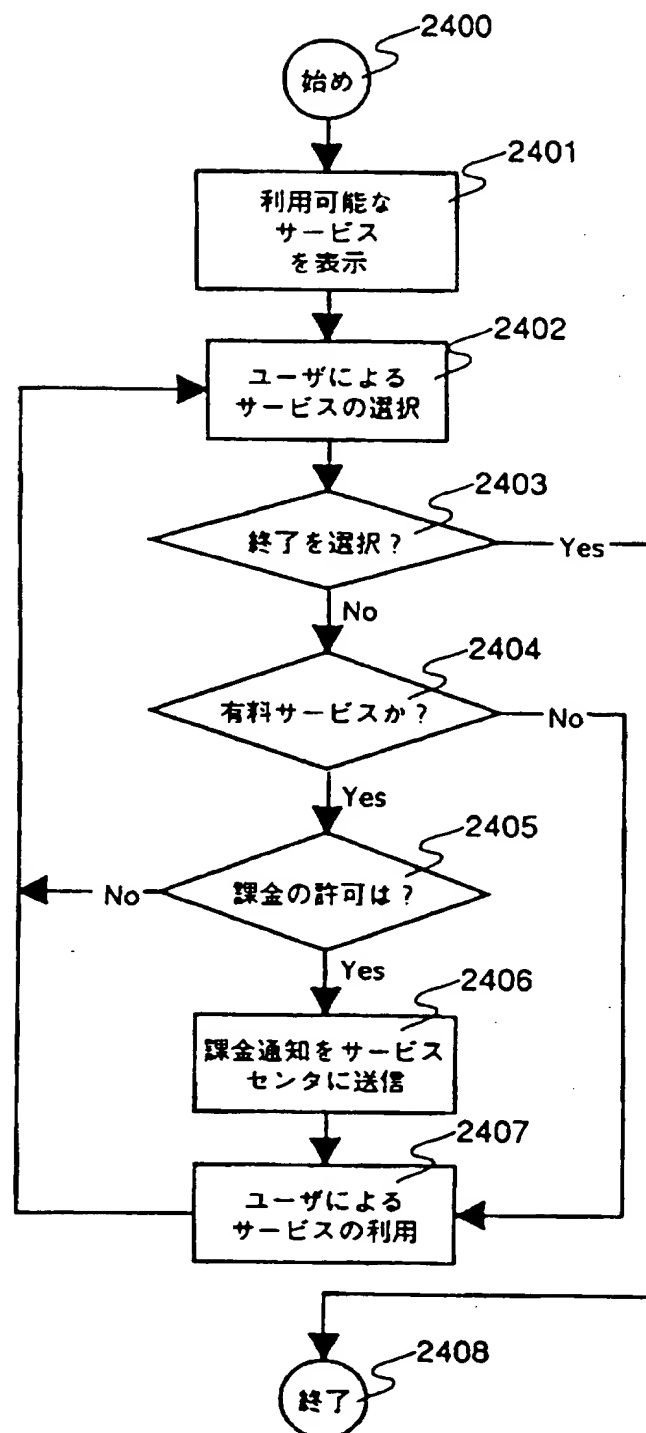 2400
始め
2401
利用可能な
サービス
を表示
2402
ユーザによる
サービスの選択
2403
終了を選択?
Yes
No
2404
有料サービスか?
No
Yes
2405
課金の許可は?
No
Yes
2406
課金通知をサービス
センタに送信
2407
ユーザによる
サービスの利用
2408
終了